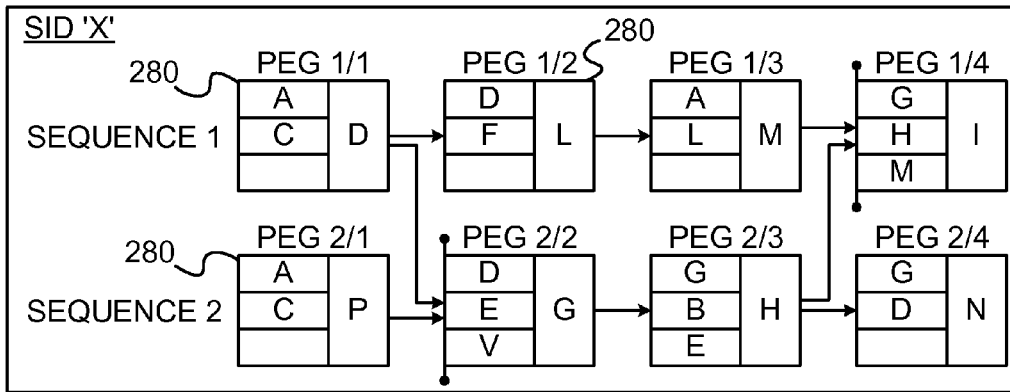 SID 'X'
280
280
PEG 1/1
PEG 1/2
PEG 1/3
PEG 1/4
SEQUENCE 1
A
C
D
D
F
L
A
L
M
G
H
M
I
280
PEG 2/1
PEG 2/2
PEG 2/3
PEG 2/4
SEQUENCE 2
A
C
P
D
E
V
G
G
B
E
H
G
D
N